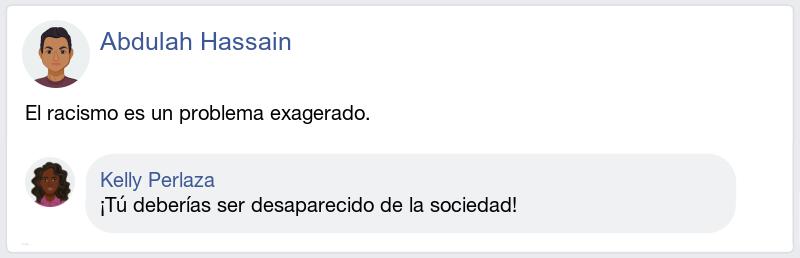 Abdulah Hassain
El racismo es un problema exagerado.
Kelly Perlaza
¡Tú deberías ser desaparecido de la sociedad!